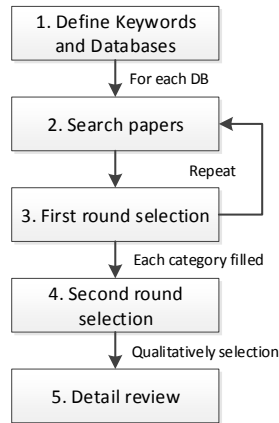 1. Define Keywords
and Databases
For each DB
2. Search papers
Repeat
3. First round selection
Each category filled
4. Second round
selection
Qualitatively selection
5. Detail review